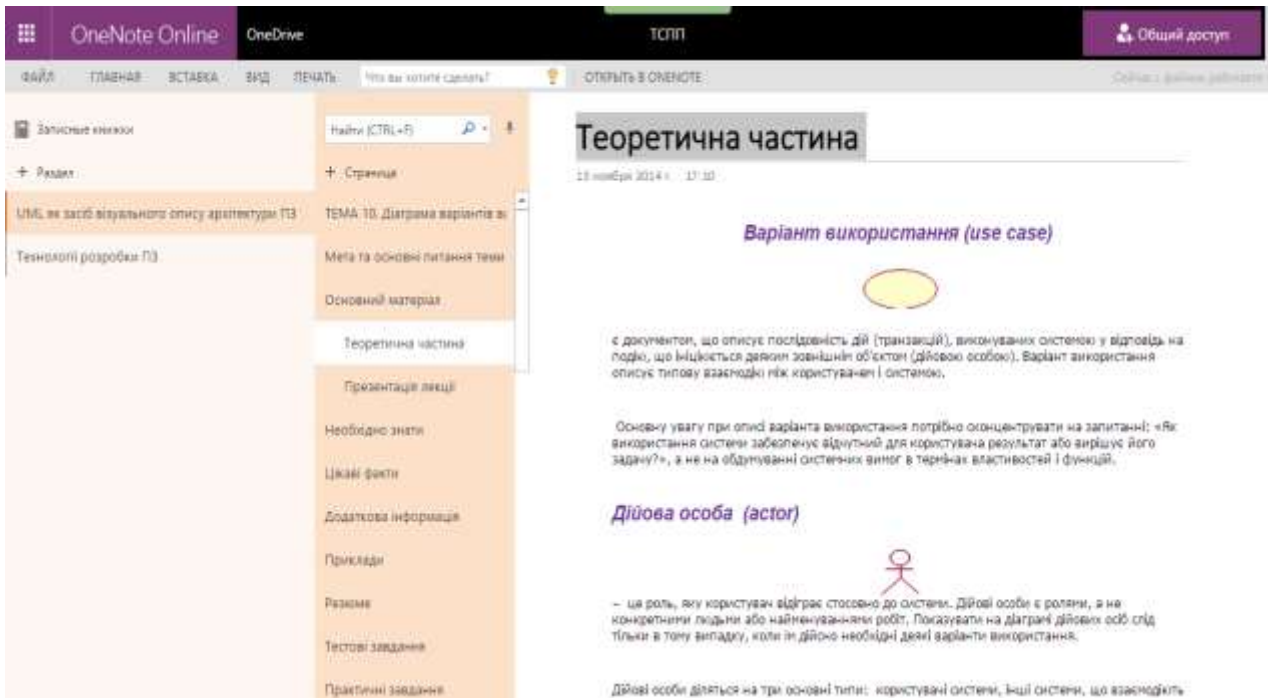 OneNote Online
OneDrive
ТСПП
Общий доступ
ФАЙЛ
ГЛАВНАЯ
ВСТАВКА
ВИД
ПЕЧАТЬ
Что вы хотите сделать?
ОТКРЫТЬ В ONENOTE
Записные книжки
+ Раздел
UML як засіб візуального опису архітектури ПЗ
Технології розробки ПЗ
Найти (CTRL+F)
+ Страница
ТЕМА 10. Діаграма варіантів
Мета та основні питання теми
Основний матеріал
Теоретична частина
Презентація лекції
Необхідно знати
Цікаві факти
Додаткова інформація
Приклади
Резюме
Тестові завдання
Практичні завдання
Теоретична частина
13 ноября 2014 г. 17:10
Варіант використання (use case)
є документом, що описує послідовність дій (транзакцій), виконуваних системою у відповідь на
подію, що ініціюється деяким зовнішнім об'єктом (дійовою особою). Варіант використання
описує типову взаємодію між користувачем і системою.
Основну увагу при описі варіанта використання потрібно сконцентрувати на запитанні: «Як
використання системи забезпечує відчутний для користувача результат або вирішує його
задачу?», а не на обдумуванні системних вимог в термінах властивостей і функцій.
Дійова особа (actor)
– це роль, яку користувач відіграє стосовно до системи. Дійові особи є ролями, а не
конкретними людьми або найменуваннями робіт. Показувати на діаграмі дійових осіб слід
тільки в тому випадку, коли їм дійсно необхідні деякі варіанти використання.
Дійові особи діляться на три основні типи: користувачі системи, інші системи, що взаємодіють